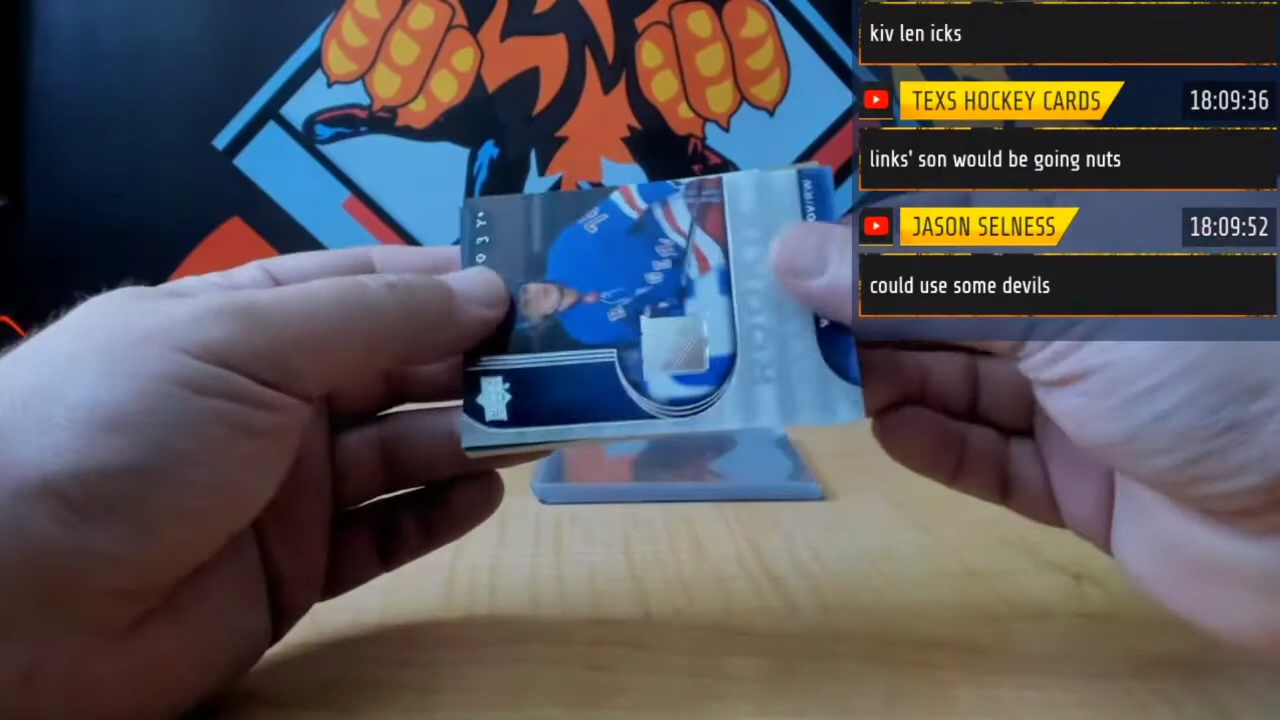 kiv len icks
TEXS HOCKEY CARDS
18:09:36
links' son would be going nuts
JASON SELNESS
18:09:52
could use some devils